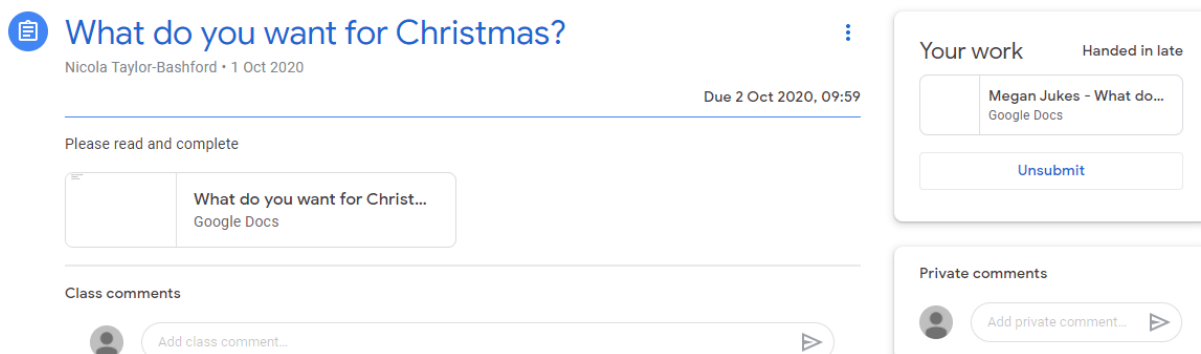 What do you want for Christmas?
Nicola Taylor-Bashford • 1 Oct 2020
Due 2 Oct 2020, 09:59
Please read and complete
What do you want for Christ...
Google Docs
Class comments
Add class comment...
Your work
Handed in late
Megan Jukes - What do...
Google Docs
Unsubmit
Private comments
Add private comment...